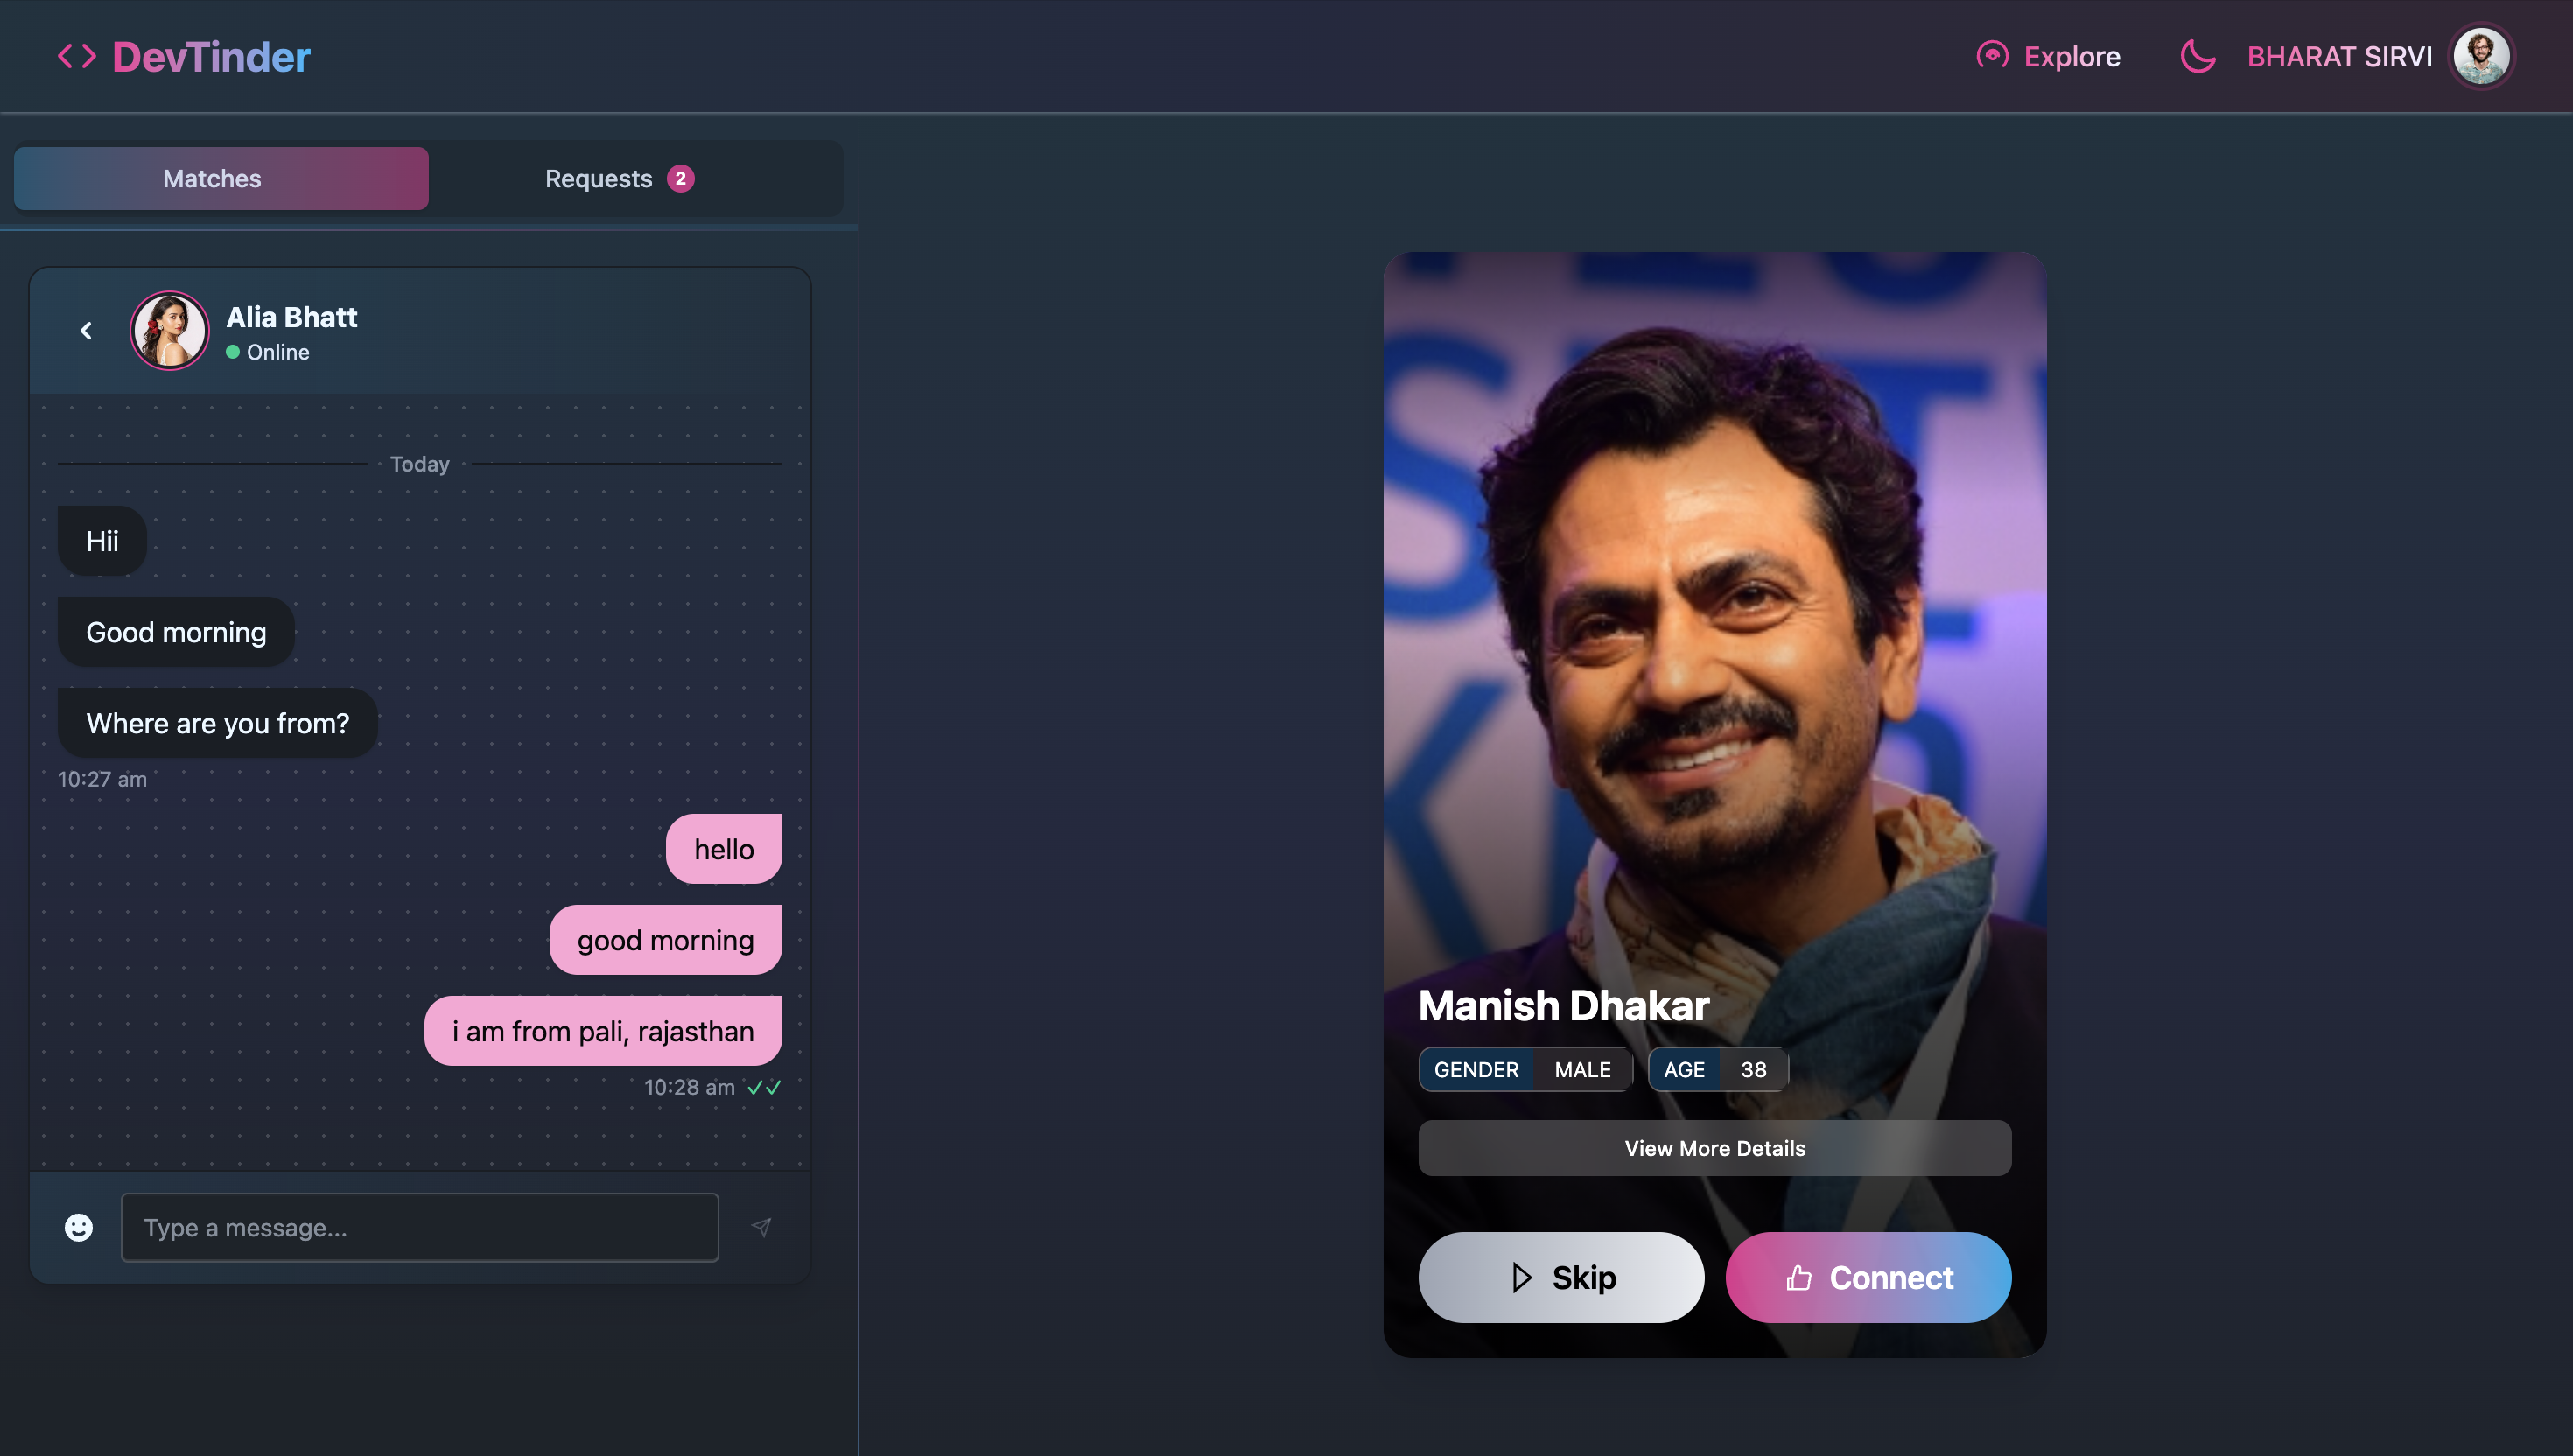 DevTinder
Explore
BHARAT SIRVI
Matches
Requests 2
Alia Bhatt
Online
Today
Hii
Good morning
Where are you from?
10:27 am
hello
good morning
i am from pali, rajasthan
10:28 am
Type a message...
Manish Dhakar
GENDER MALE AGE 38
View More Details
Skip
Connect